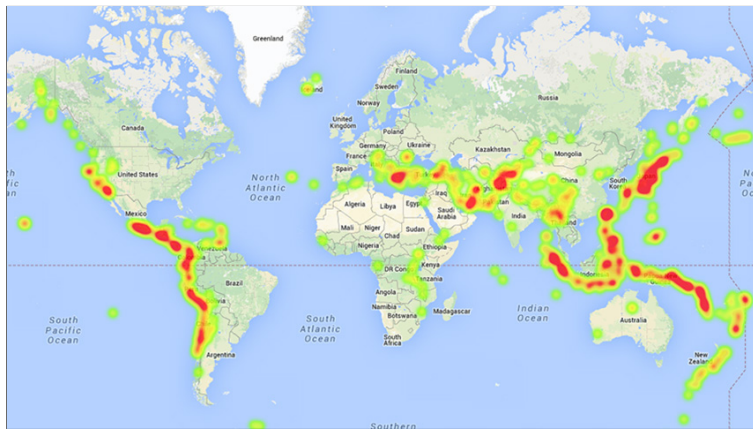 Greenland
Finland
Sweden
Norway
Russia
Canada
United
Kingdom
Poland
Germany
Ukraine
France
Kazakhstan
Mongolia
Spain
United States
North
Atlantic
Ocean
South
China
Iraq
Algeria
Libya
Egypt
Saudi
Arabia
India
Mexico
Mali
Niger
Sudan
Chad
Nigeria
Ethiopia
Venezuela
DR Congo
Kenya
Tanzania
Brazil
Angola
Namibia
Botswana
Madagascar
Indian
Ocean
Australia
South
Pacific
Ocean
South
Atlantic
Ocean
South
Africa
Argentina
New
Zealand
Southern